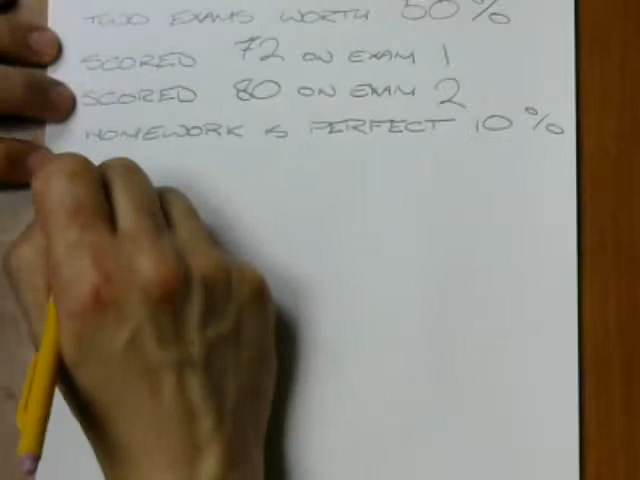 TWO EXAMS WORTH 50%
SCORED 72 ON EXAM 1
SCORED 80 ON EXAM 2
HOMEWORK IS PERFECT 10%